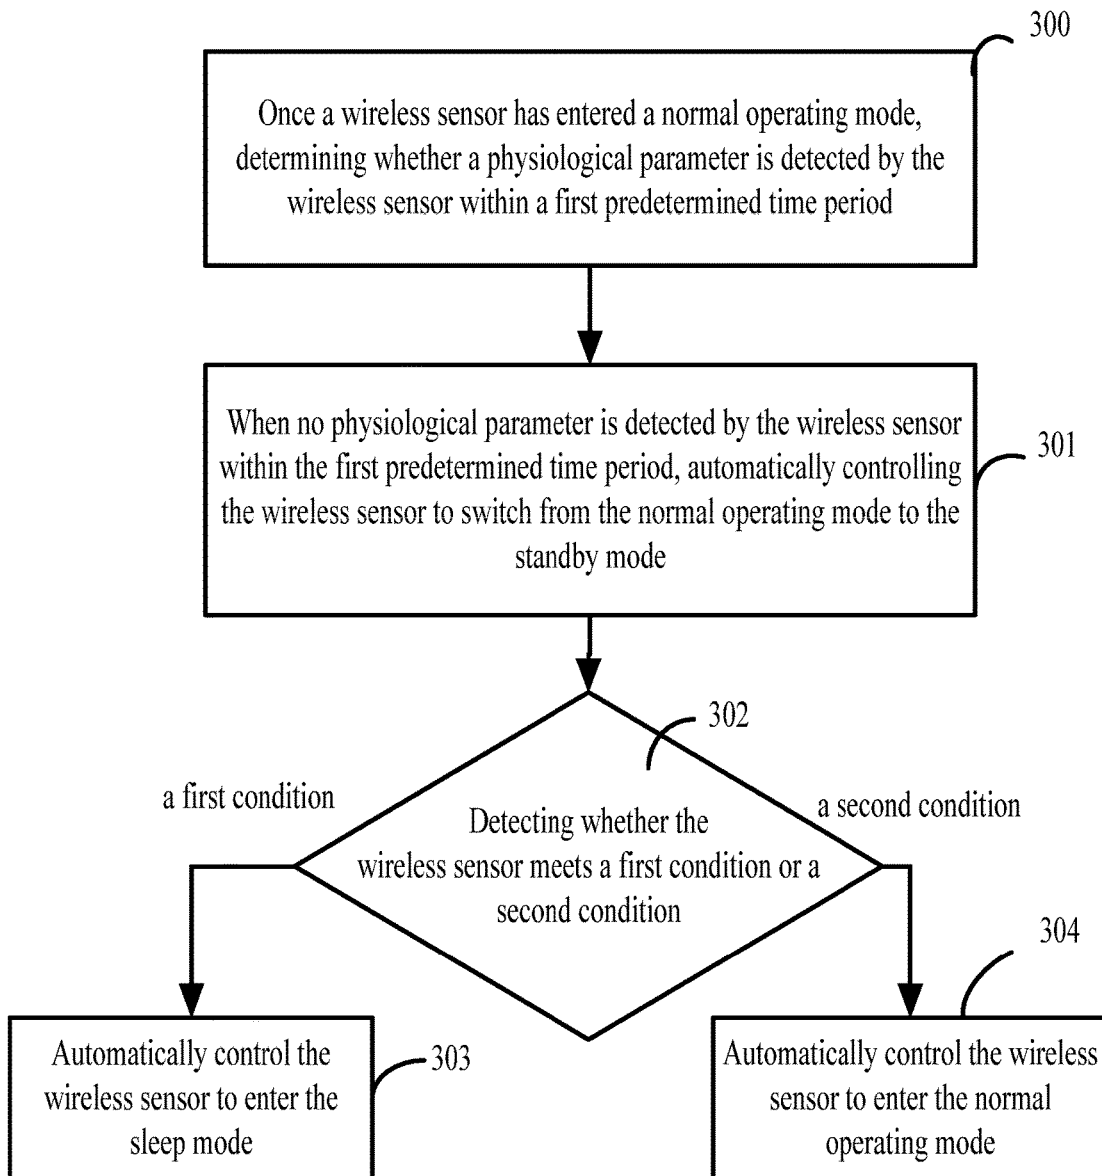 300
Once a wireless sensor has entered a normal operating mode,
determining whether a physiological parameter is detected by the
wireless sensor within a first predetermined time period
When no physiological parameter is detected by the wireless sensor
within the first predetermined time period, automatically controlling
the wireless sensor to switch from the normal operating mode to the
standby mode
301
302
a first condition
a second condition
Detecting whether the
wireless sensor meets a first condition or a
second condition
304
Automatically control the
wireless sensor to enter the
sleep mode
303
Automatically control the wireless
sensor to enter the normal
operating mode